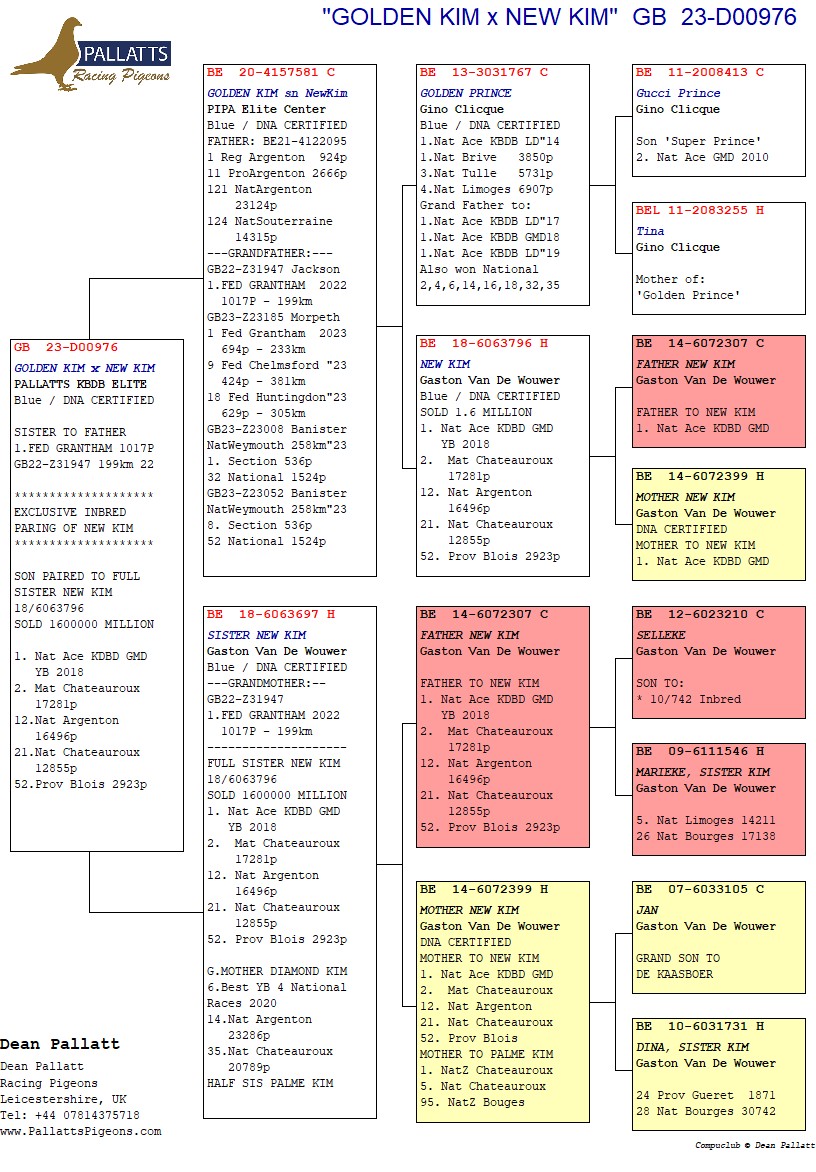 "GOLDEN KIM x NEW KIM"  GB  23-D00976
PALLATTS
Racing Pigeons
GB  23-D00976
GOLDEN KIM x NEW KIM
PALLATTS KBDB ELITE
Blue / DNA CERTIFIED
SISTER TO FATHER
1.FED GRANTHAM 1017P
GB22-Z31947 199km 22
********************
EXCLUSIVE INBRED
PARING OF NEW KIM
********************
SON PAIRED TO FULL
SISTER NEW KIM
18/6063796
SOLD 1600000 MILLION
1. Nat Ace KDBD GMD
YB 2018
2. Mat Chateauroux
17281p
12.Nat Argenton
16496p
21.Nat Chateauroux
12855p
52.Prov Blois 2923p
BE  20-4157581 C
GOLDEN KIM sn NewKim
PIPA Elite Center
Blue / DNA CERTIFIED
FATHER: BE21-4122095
1 Reg Argenton  924p
11 ProArgenton 2666p
121 NatArgenton
23124p
124 NatSouterraine
14315p
---GRANDFATHER:---
GB22-Z31947 Jackson
1.FED GRANTHAM  2022
1017P - 199km
GB23-Z23185 Morpeth
1 Fed Grantham  2023
694p - 233km
9 Fed Chelmsford "23
424p - 381km
18 Fed Huntingdon"23
629p - 305km
GB23-Z23008 Banister
NatWeymouth 258km"23
1. Section 536p
32 National 1524p
GB23-Z23052 Banister
NatWeymouth 258km"23
8. Section 536p
52 National 1524p
BE  18-6063697 H
SISTER NEW KIM
Gaston Van De Wouwer
Blue / DNA CERTIFIED
---GRANDMOTHER:--
GB22-Z31947
1.FED GRANTHAM 2022
1017P - 199km
--------------------
FULL SISTER NEW KIM
18/6063796
SOLD 1600000 MILLION
1. Nat Ace KDBD GMD
YB 2018
2.  Mat Chateauroux
17281p
12. Nat Argenton
16496p
21. Nat Chateauroux
12855p
52. Prov Blois 2923p
G.MOTHER DIAMOND KIM
6.Best YB 4 National
Races 2020
14.Nat Argenton
23286p
35.Nat Chateauroux
20789p
HALF SIS PALME KIM
BE  13-3031767 C
GOLDEN PRINCE
Gino Clicque
Blue / DNA CERTIFIED
1.Nat Ace KBDB LD"14
1.Nat Brive   3850p
3.Nat Tulle   5731p
4.Nat Limoges 6907p
Grand Father to:
1.Nat Ace KBDB LD"17
1.Nat Ace KBDB GMD18
1.Nat Ace KBDB LD"19
Also won National
2,4,6,14,16,18,32,35
BE  18-6063796 H
NEW KIM
Gaston Van De Wouwer
Blue / DNA CERTIFIED
SOLD 1.6 MILLION
1. Nat Ace KDBD GMD
YB 2018
2.  Mat Chateauroux
17281p
12. Nat Argenton
16496p
21. Nat Chateauroux
12855p
52. Prov Blois 2923p
BE  14-6072307 C
FATHER NEW KIM
Gaston Van De Wouwer
FATHER TO NEW KIM
1. Nat Ace KDBD GMD
YB 2018
2.  Mat Chateauroux
17281p
12. Nat Argenton
16496p
21. Nat Chateauroux
12855p
52. Prov Blois 2923p
BE  14-6072399 H
MOTHER NEW KIM
Gaston Van De Wouwer
DNA CERTIFIED
MOTHER TO NEW KIM
1. Nat Ace KDBD GMD
2.  Mat Chateauroux
12. Nat Argenton
21. Nat Chateauroux
52. Prov Blois
MOTHER TO PALME KIM
1. NatZ Chateauroux
5. Nat Chateauroux
95. NatZ Bouges
BE  11-2008413 C
Gucci Prince
Gino Clicque
Son 'Super Prince'
2. Nat Ace GMD 2010
BEL 11-2083255 H
Tina
Gino Clicque
Mother of:
'Golden Prince'
BE  14-6072307 C
FATHER NEW KIM
Gaston Van De Wouwer
FATHER TO NEW KIM
1. Nat Ace KDBD GMD
BE  14-6072399 H
MOTHER NEW KIM
Gaston Van De Wouwer
DNA CERTIFIED
MOTHER TO NEW KIM
1. Nat Ace KDBD GMD
BE  12-6023210 C
SELLEKE
Gaston Van De Wouwer
SON TO:
* 10/742 Inbred
BE  09-6111546 H
MARIEKE, SISTER KIM
Gaston Van De Wouwer
5. Nat Limoges 14211
26 Nat Bourges 17138
BE  07-6033105 C
JAN
Gaston Van De Wouwer
GRAND SON TO
DE KAASBOER
BE  10-6031731 H
DINA, SISTER KIM
Gaston Van De Wouwer
24 Prov Gueret  1871
28 Nat Bourges 30742
Dean Pallatt
Dean Pallatt
Racing Pigeons
Leicestershire, UK
Tel: +44 07814375718
www.PallattsPigeons.com
Compuclub © Dean Pallatt